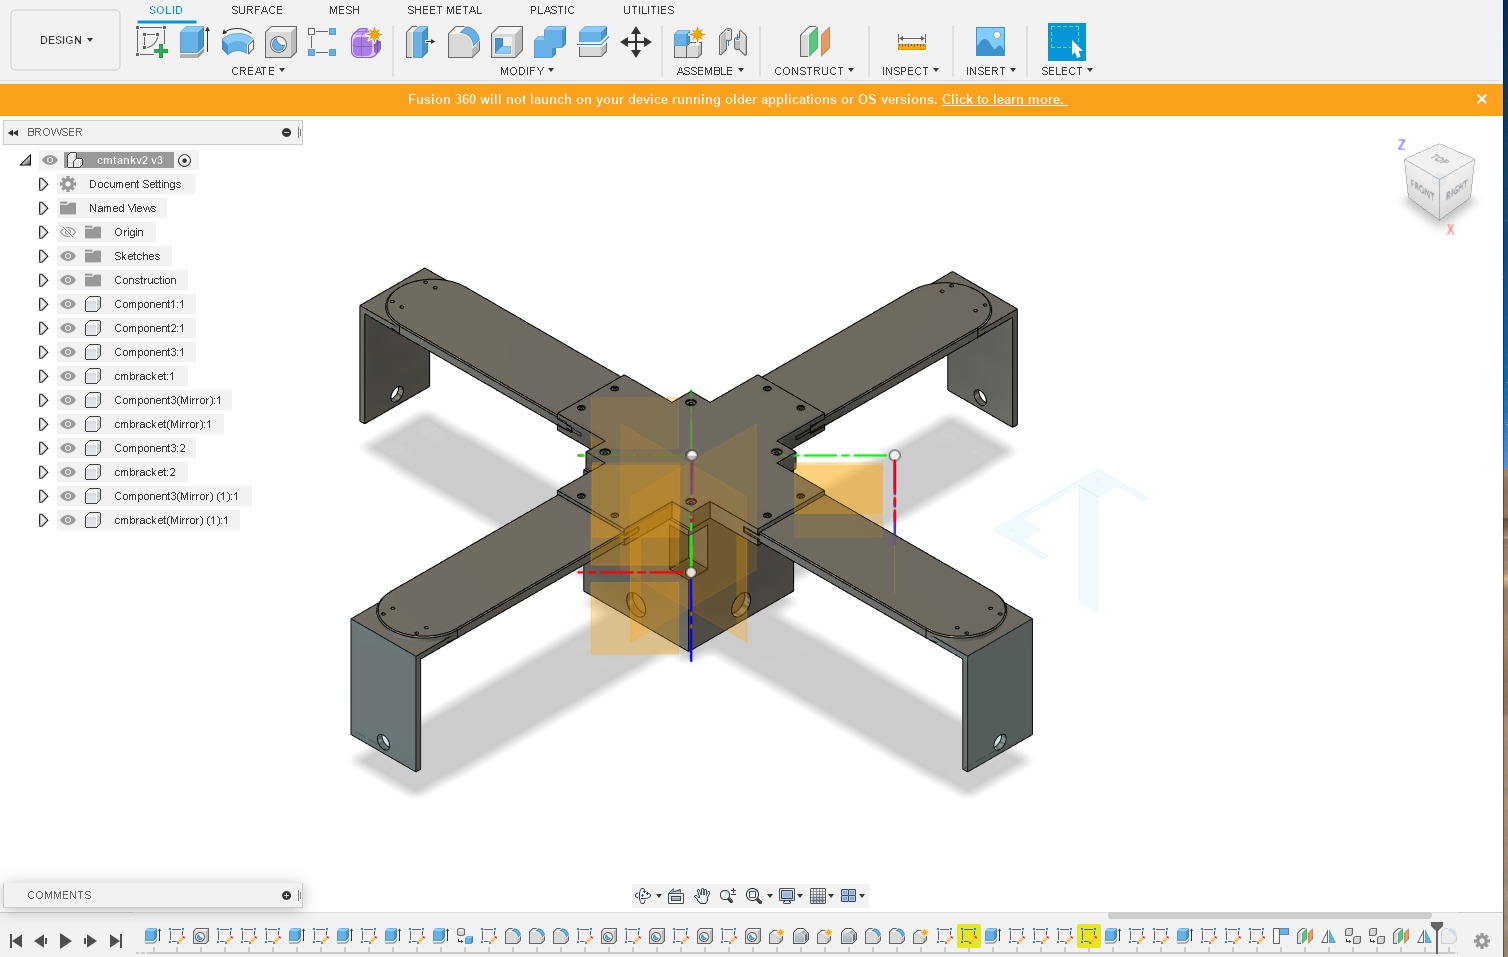 SOLID SURFACE MESH SHEET METAL PLASTIC UTILITIES
DESIGN
CREATE MODIFY ASSEMBLE CONSTRUCT INSPECT INSERT SELECT
Fusion 360 will not launch on your device running older applications or OS versions. Click to learn more.
BROWSER
cmtankv2 v3
Document Settings
Named Views
Origin
Sketches
Construction
Component1:1
Component2:1
Component3:1
cmbracket:1
Component3(Mirror):1
cmbracket(Mirror):1
Component3:2
cmbracket:2
Component3(Mirror) (1):1
cmbracket(Mirror) (1):1
Z
TOP
FRONT
RIGHT
X
COMMENTS